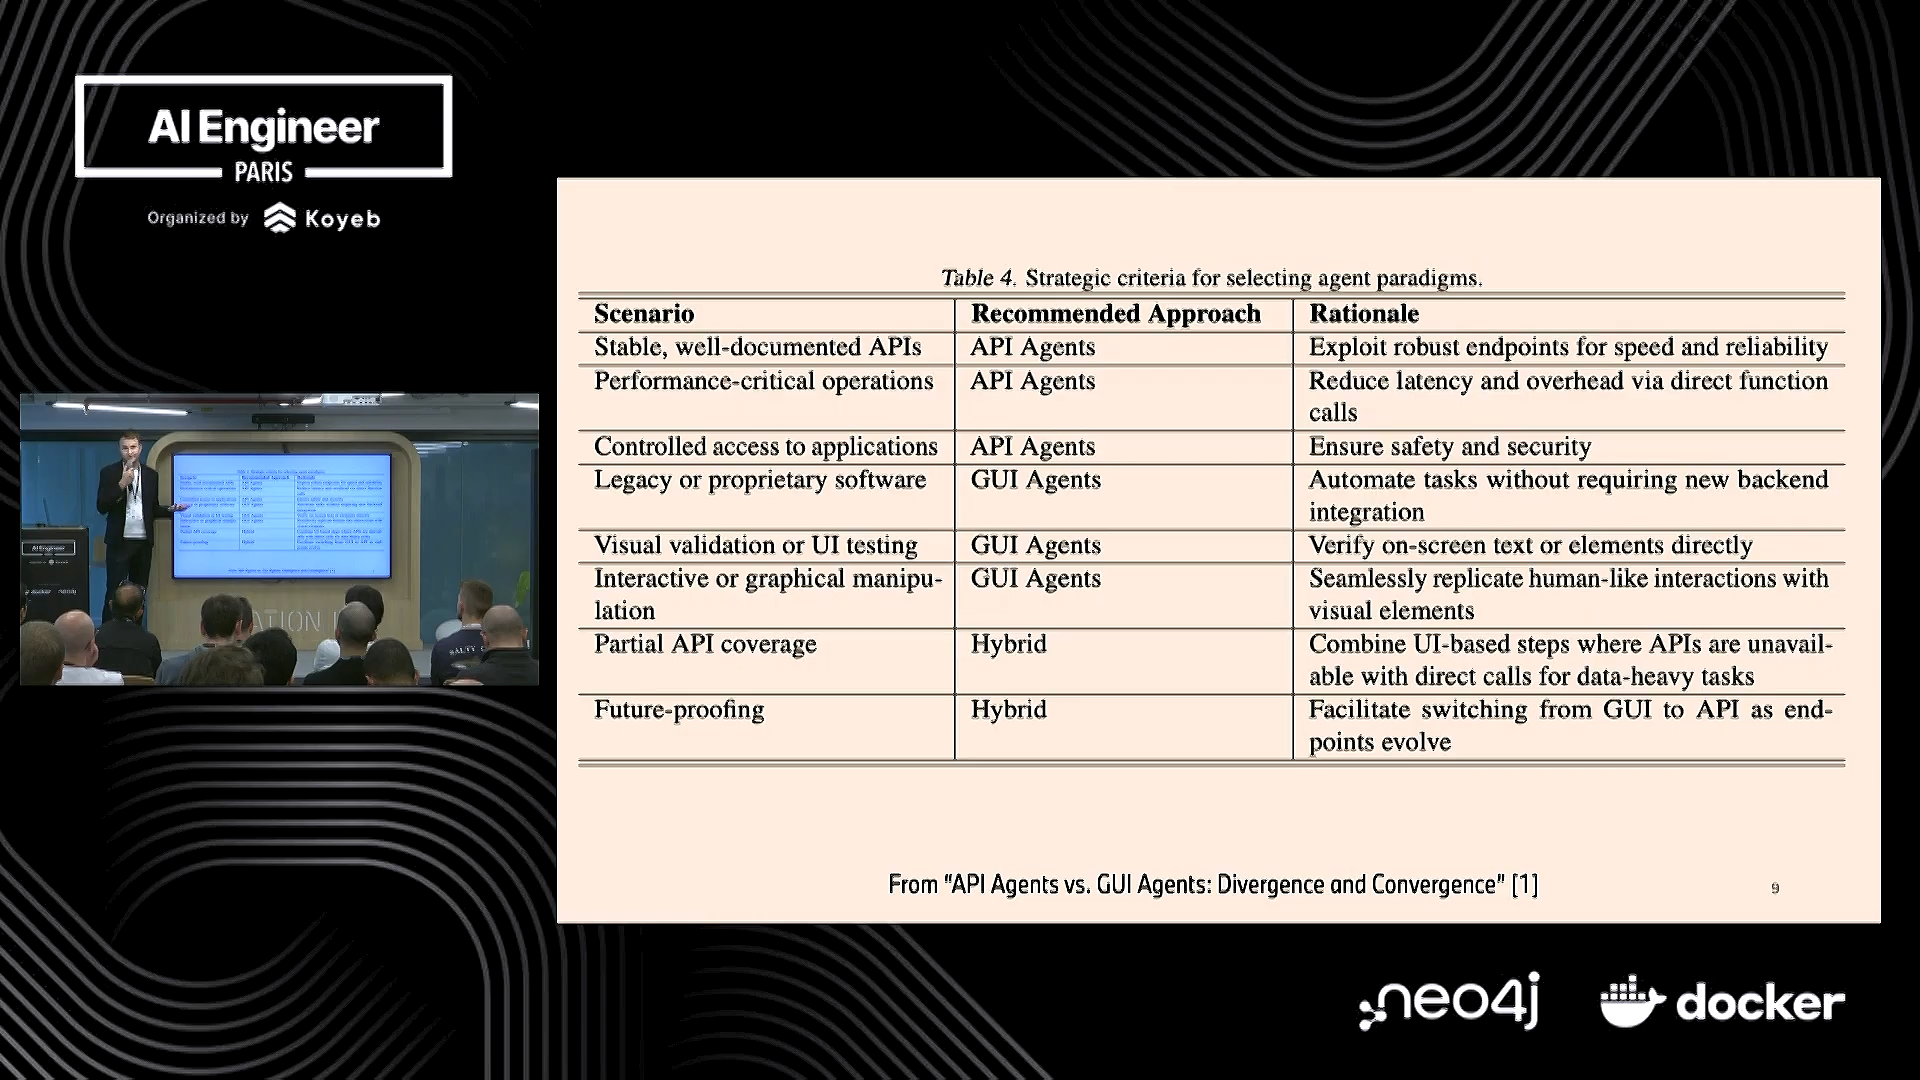 AI Engineer
PARIS
Organized by Koyeb
Table 4. Strategic criteria for selecting agent paradigms.
Scenario Recommended Approach Rationale
Stable, well-documented APIs API Agents Exploit robust endpoints for speed and reliability
Performance-critical operations API Agents Reduce latency and overhead via direct function
calls
Controlled access to applications API Agents Ensure safety and security
Legacy or proprietary software GUI Agents Automate tasks without requiring new backend
integration
Visual validation or UI testing GUI Agents Verify on-screen text or elements directly
Interactive or graphical manipu- GUI Agents Seamlessly replicate human-like interactions with
lation visual elements
Partial API coverage Hybrid Combine UI-based steps where APIs are unavail-
able with direct calls for data-heavy tasks
Future-proofing Hybrid Facilitate switching from GUI to API as end-
points evolve
From "API Agents vs. GUI Agents: Divergence and Convergence" [1]
9
AI Engineer
docker neo4j
neo4j docker